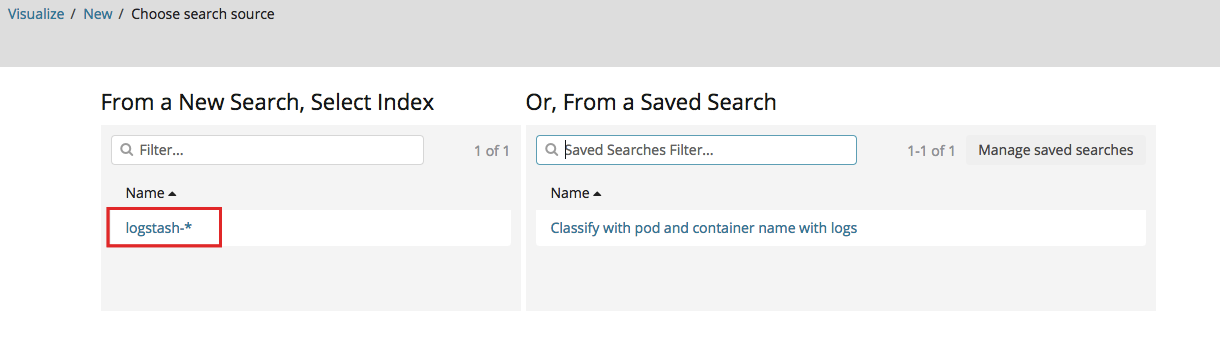 Visualize / New / Choose search source
From a New Search, Select Index
Filter...
1 of 1
Name
logstash-*
Or, From a Saved Search
Saved Searches Filter...
1-1 of 1
Manage saved searches
Name
Classify with pod and container name with logs